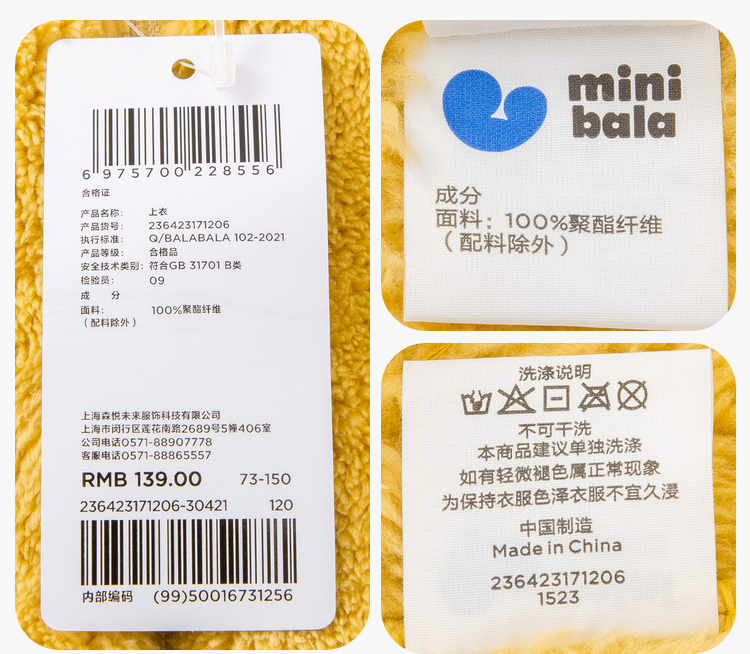 6 975700 228556
合格证
产品名称： 上衣
产品货号： 236423171206
执行标准： Q/BALABALA 102-2021
产品等级： 合格品
安全技术类别： 符合GB 31701 B类
检验员： 09
成 分
面料： 100%聚酯纤维
（配料除外）
上海森悦未来服饰科技有限公司
上海市闵行区莲花南路2689号5幢406室
公司电话0571-88907778
客服电话0571-88865557
RMB 139.00 73-150
236423171206-30421 120
内部编码 (99)50016731256
mini
bala
成分
面料：100%聚酯纤维
（配料除外）
洗涤说明
不可干洗
本商品建议单独洗涤
如有轻微褪色属正常现象
为保持衣服色泽衣服不宜久浸
中国制造
Made in China
236423171206
1523